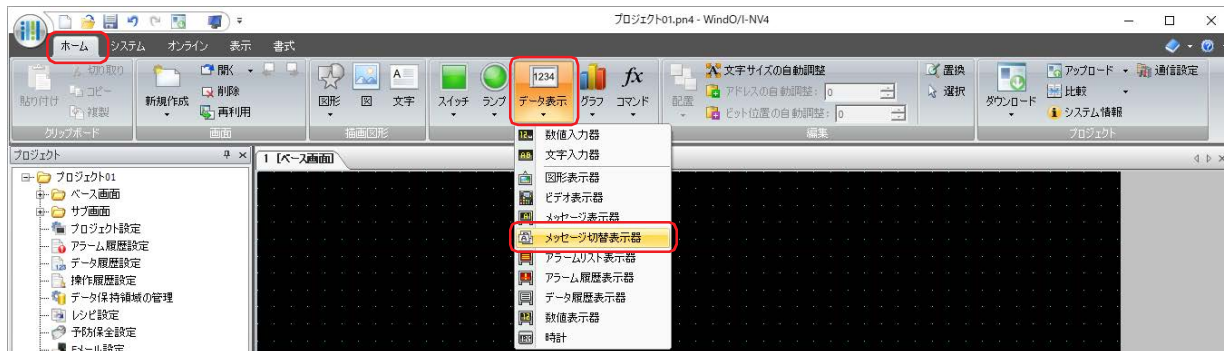 プロジェクト01.pn4 - WindO/I-NV4
ホーム システム オンライン 表示 書式
貼り付け 切り取り コピー 複製
新規作成 開く 削除 再利用
図形 図 文字
スイッチ ランプ データ表示 グラフ コマンド
1234
fx
配置 文字サイズの自動調整
アドレスの自動調整: 0
ビット位置の自動調整: 0
置換
選択
ダウンロード アップロード 比較 システム情報 通信設定
クリップボード 画面 描画図形 編集 プロジェクト
プロジェクト
1 [ベース画面]
プロジェクト01
ベース画面
サブ画面
プロジェクト設定
アラーム履歴設定
データ履歴設定
操作履歴設定
データ保持領域の管理
レシピ設定
予防保全設定
Eメール設定
数値入力器
文字入力器
図形表示器
ビデオ表示器
メッセージ表示器
メッセージ切替表示器
アラームリスト表示器
アラーム履歴表示器
データ履歴表示器
数値表示器
時計